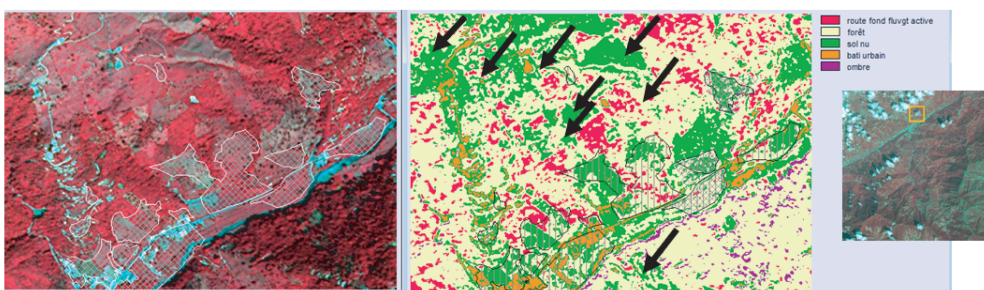 route fond fluvgt active
forêt
sol nu
bati urbain
ombre